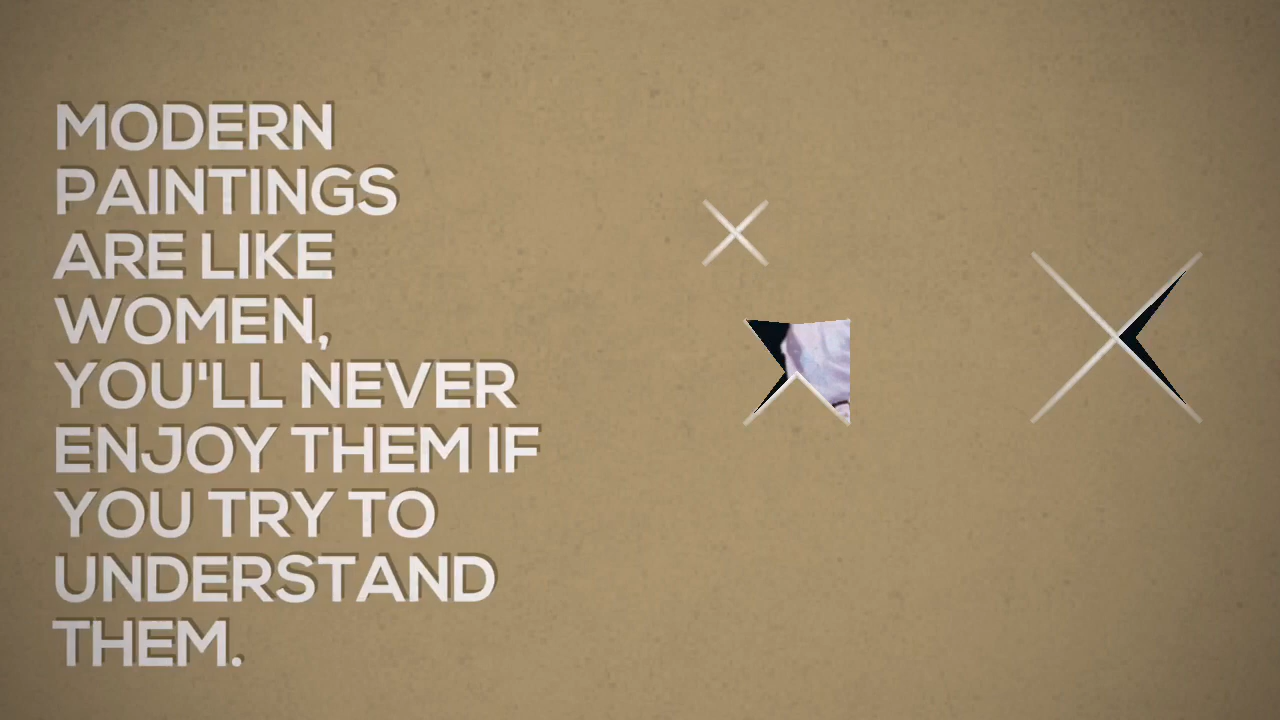 MODERN
PAINTINGS
ARE LIKE
WOMEN,
YOU'LL NEVER
ENJOY THEM IF
YOU TRY TO
UNDERSTAND
THEM.